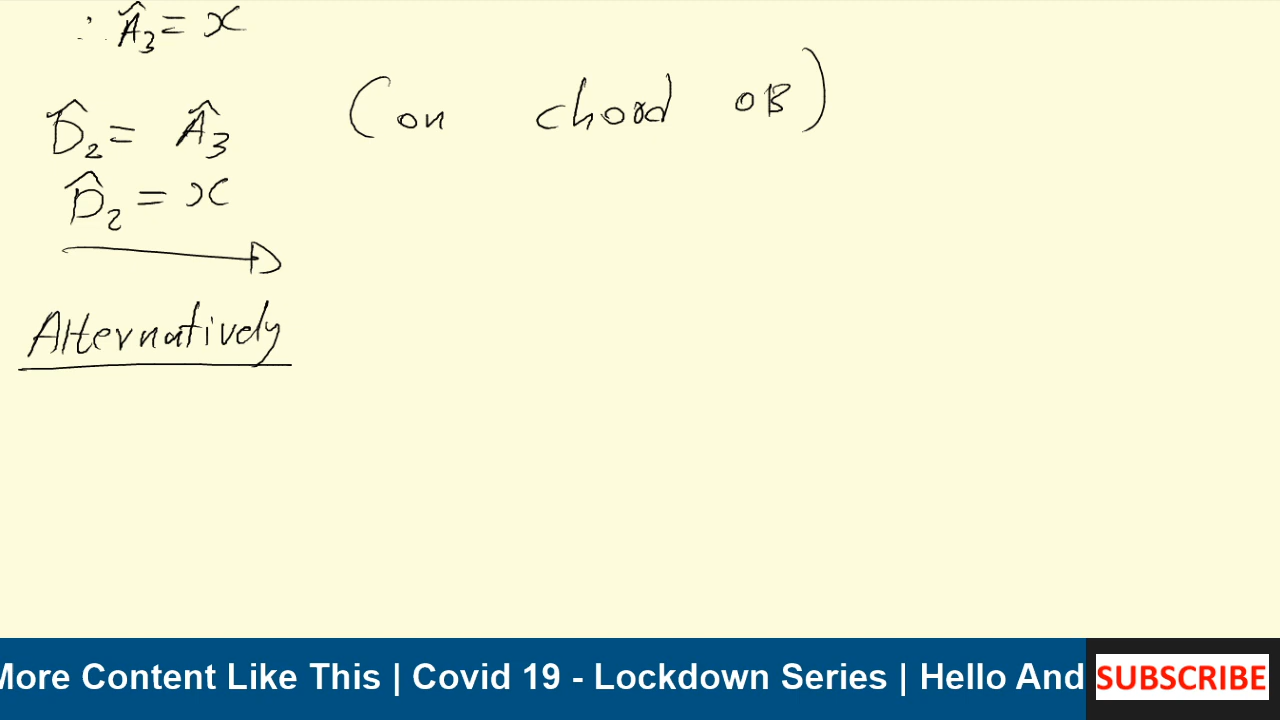 ∴ Â₃ = x
D̂₂ = Â₃ (on chord OB)
D̂₂ = x
Alternatively
More Content Like This | Covid 19 - Lockdown Series | Hello And
SUBSCRIBE